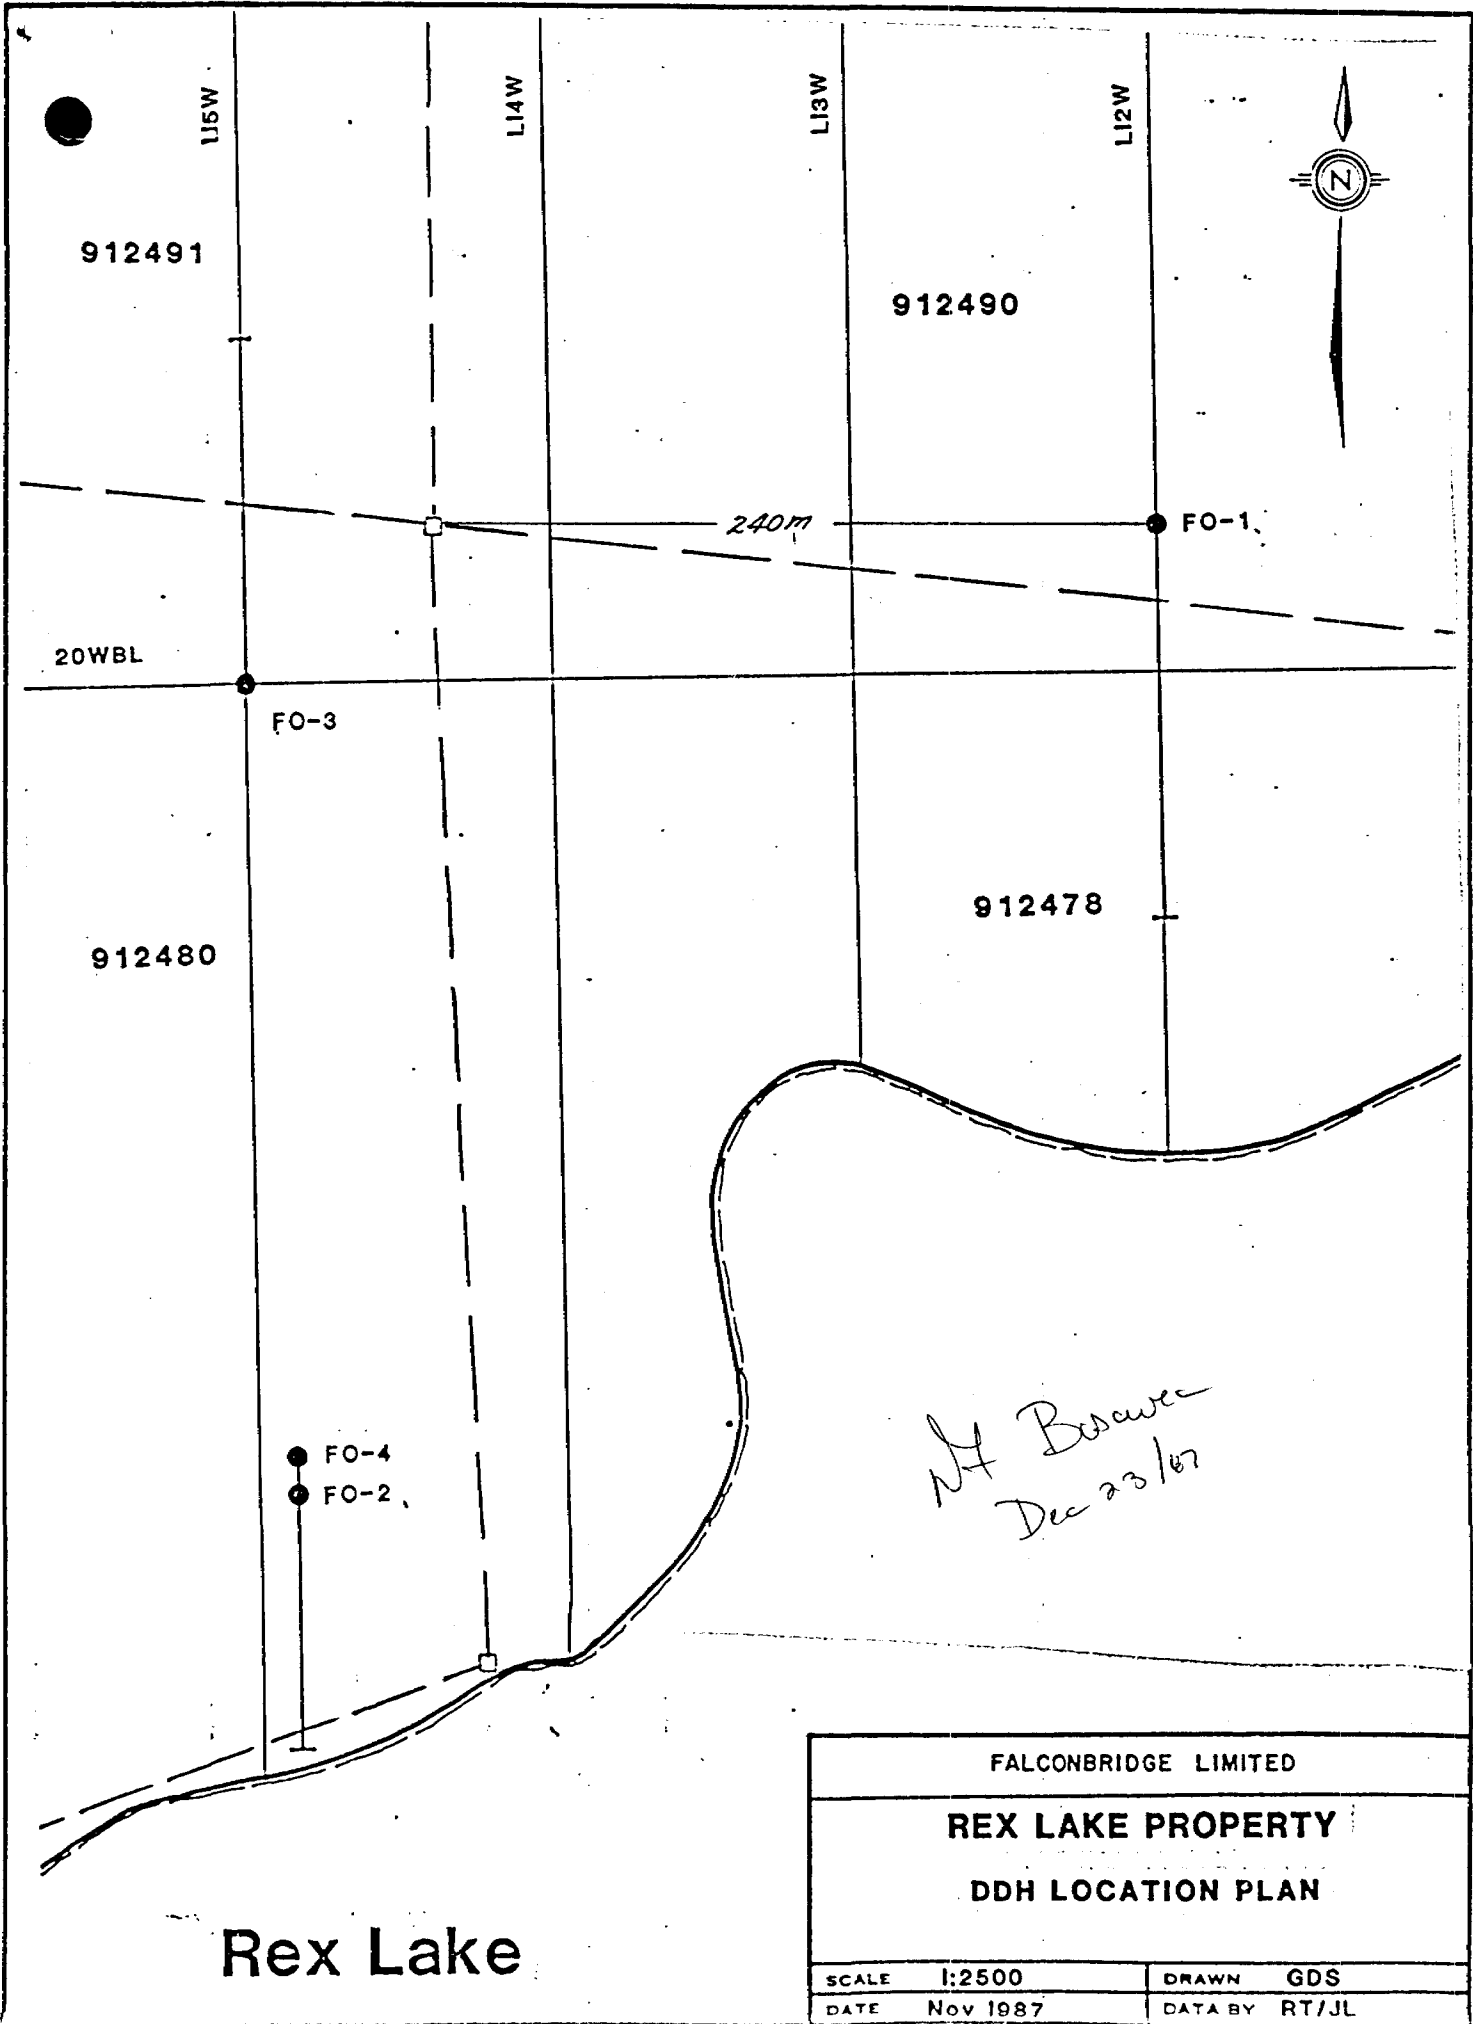 L15W
L14W
L13W
L12W
N
912491
912490
240m
FO-1
20WBL
FO-3
912478
912480
FO-4
FO-2
Dec 23/87
FALCONBRIDGE LIMITED
REX LAKE PROPERTY
DDH LOCATION PLAN
Rex Lake
SCALE 1:2500 DRAWN GDS
DATE Nov 1987 DATA BY RT/JL